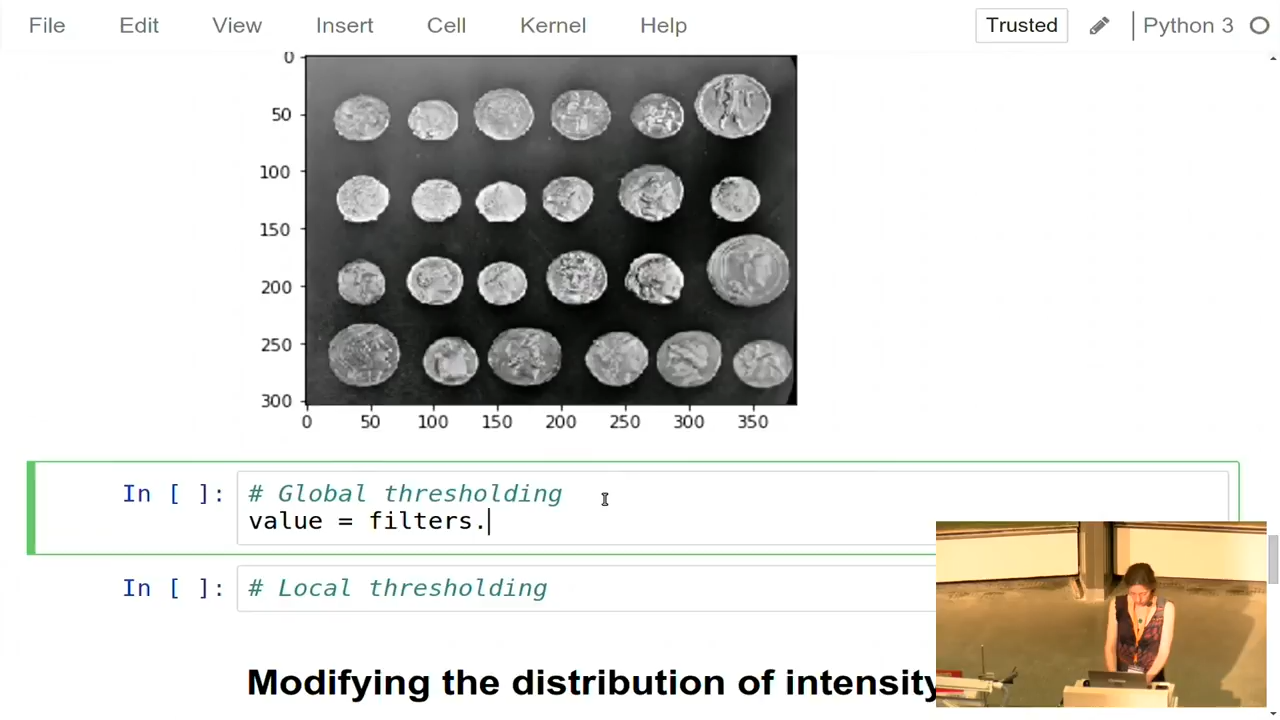 File Edit View Insert Cell Kernel Help Trusted Python 3
0
50
100
150
200
250
300
0 50 100 150 200 250 300 350
In [ ]: # Global thresholding
value = filters.
In [ ]: # Local thresholding
Modifying the distribution of intensity